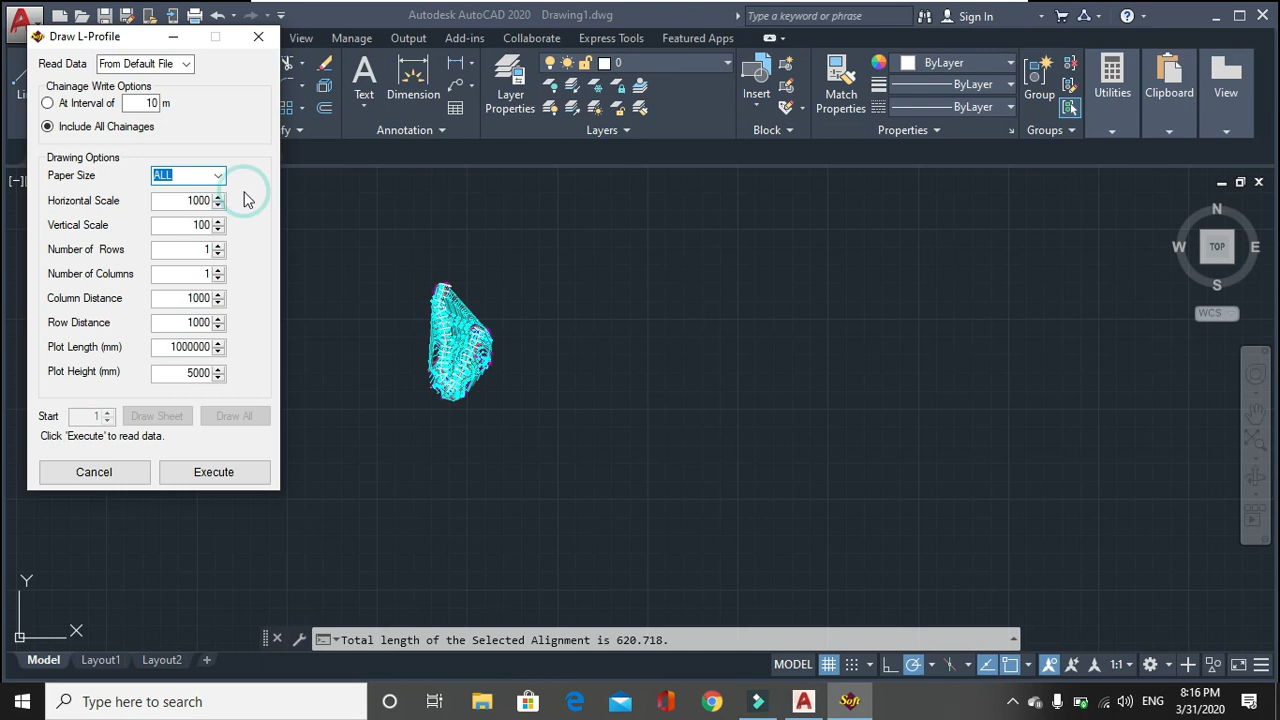 Autodesk AutoCAD 2020 Drawing1.dwg
Type a keyword or phrase
Sign In
Draw L-Profile
View Manage Output Add-ins Collaborate Express Tools Featured Apps
Read Data From Default File
Chainage Write Options
At Interval of 10 m
Include All Chainages
Drawing Options
Paper Size ALL
Horizontal Scale 1000
Vertical Scale 100
Number of Rows 1
Number of Columns 1
Column Distance 1000
Row Distance 1000
Plot Length (mm) 1000000
Plot Height (mm) 5000
Start 1 Draw Sheet Draw All
Click 'Execute' to read data.
Cancel Execute
Text
Dimension
Annotation
Layer Properties
0
Layers
Insert
Block
Match Properties
ByLayer
ByLayer
ByLayer
Properties
Group
Groups
Utilities
Clipboard
View
N
W TOP E
S
WCS
Y
X
Total length of the Selected Alignment is 620.718.
Model Layout1 Layout2 +
MODEL 1:1
Type here to search
Soft
ENG
8:16 PM
3/31/2020